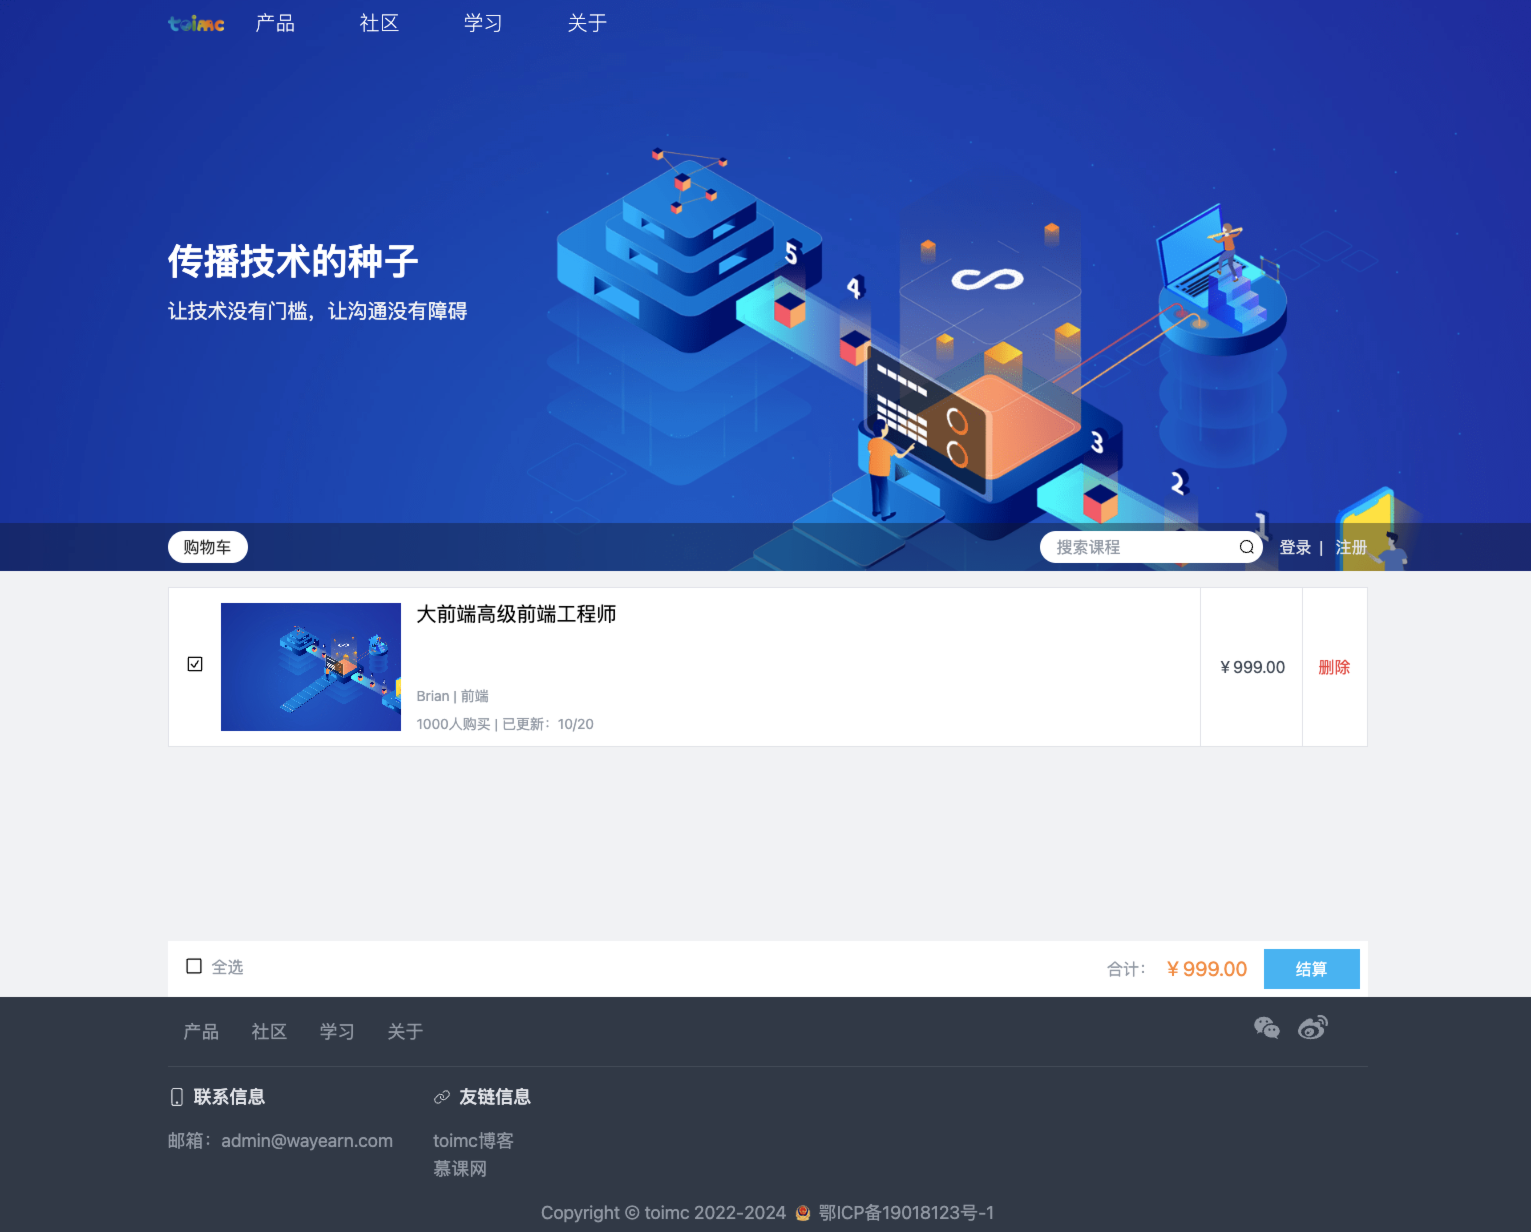 toimc 产品 社区 学习 关于
传播技术的种子
让技术没有门槛，让沟通没有障碍
5
4
3
2
1
购物车 搜索课程 登录 | 注册
大前端高级前端工程师
¥ 999.00 删除
Brian | 前端
1000人购买 | 已更新：10/20
全选 合计： ¥ 999.00 结算
产品 社区 学习 关于
联系信息 友链信息
邮箱：admin@wayearn.com toimc博客
慕课网
Copyright © toimc 2022-2024 鄂ICP备19018123号-1